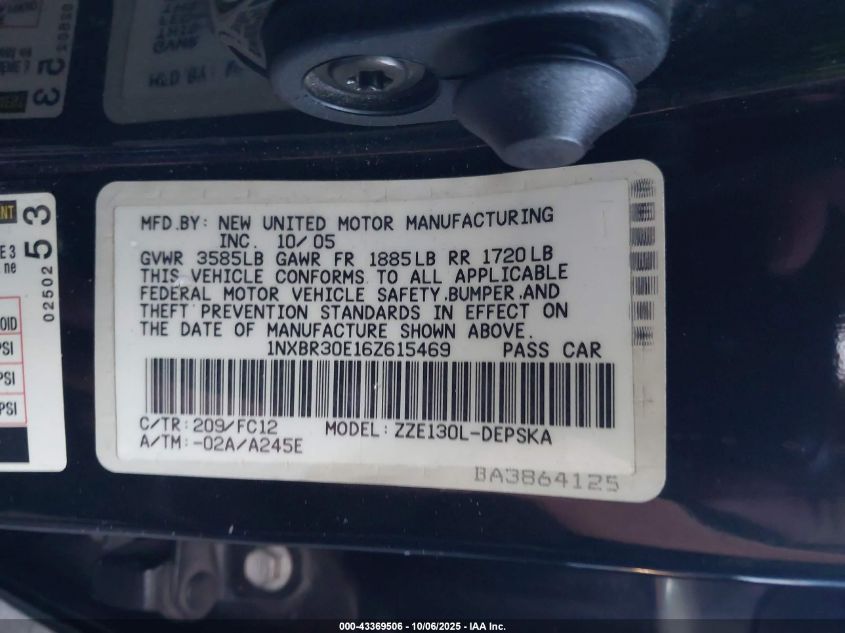 MFD.BY: NEW UNITED MOTOR MANUFACTURING
INC. 10/05
GVWR 3585LB GAWR FR 1885LB RR 1720LB
THIS VEHICLE CONFORMS TO ALL APPLICABLE
FEDERAL MOTOR VEHICLE SAFETY,BUMPER,AND
THEFT PREVENTION STANDARDS IN EFFECT ON
THE DATE OF MANUFACTURE SHOWN ABOVE.
1NXBR30E16Z615469 PASS CAR
C/TR: 209/FC12 MODEL: ZZE130L-DEPSKA
A/TM: -02A/A245E
BA3864125
02502 53
E 3
ne
OID
PSI
PSI
PSI
000-43369506 - 10/06/2025 - IAA Inc.